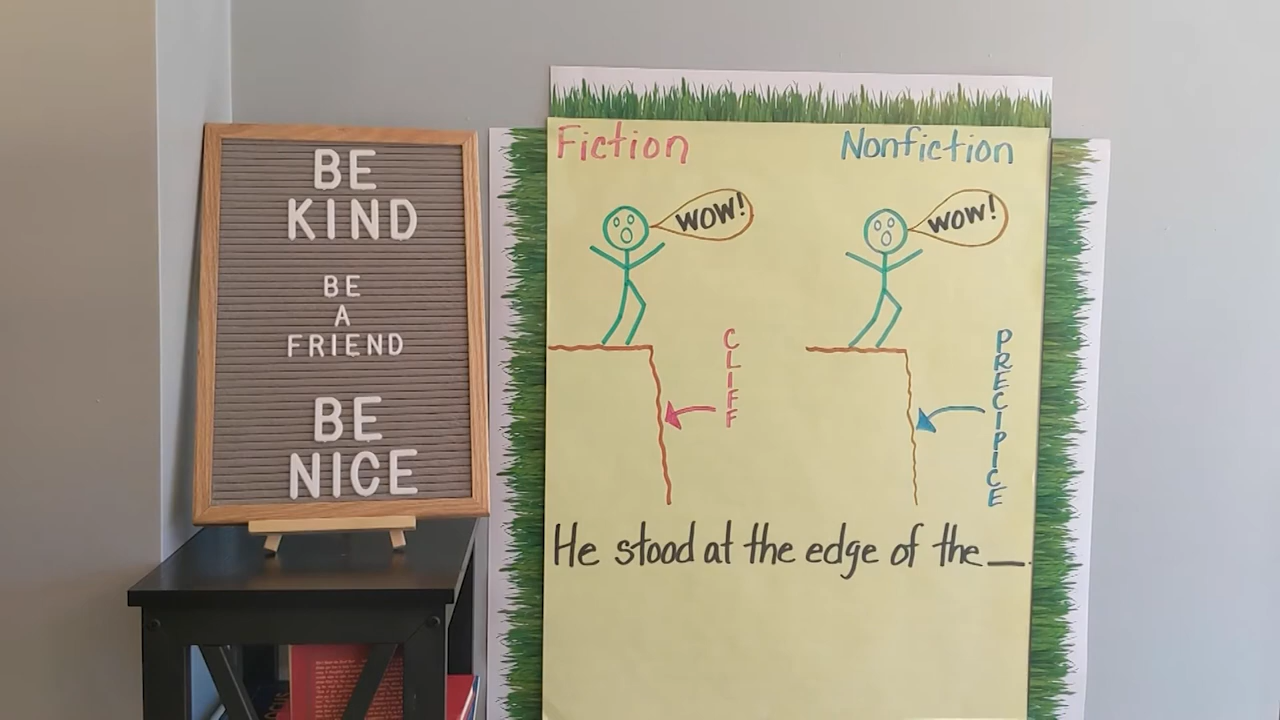 BE
KIND
BE
A
FRIEND
BE
NICE
Fiction
Nonfiction
WOW!
WOW!
CLIFF
PRECIPICE
He stood at the edge of the __.